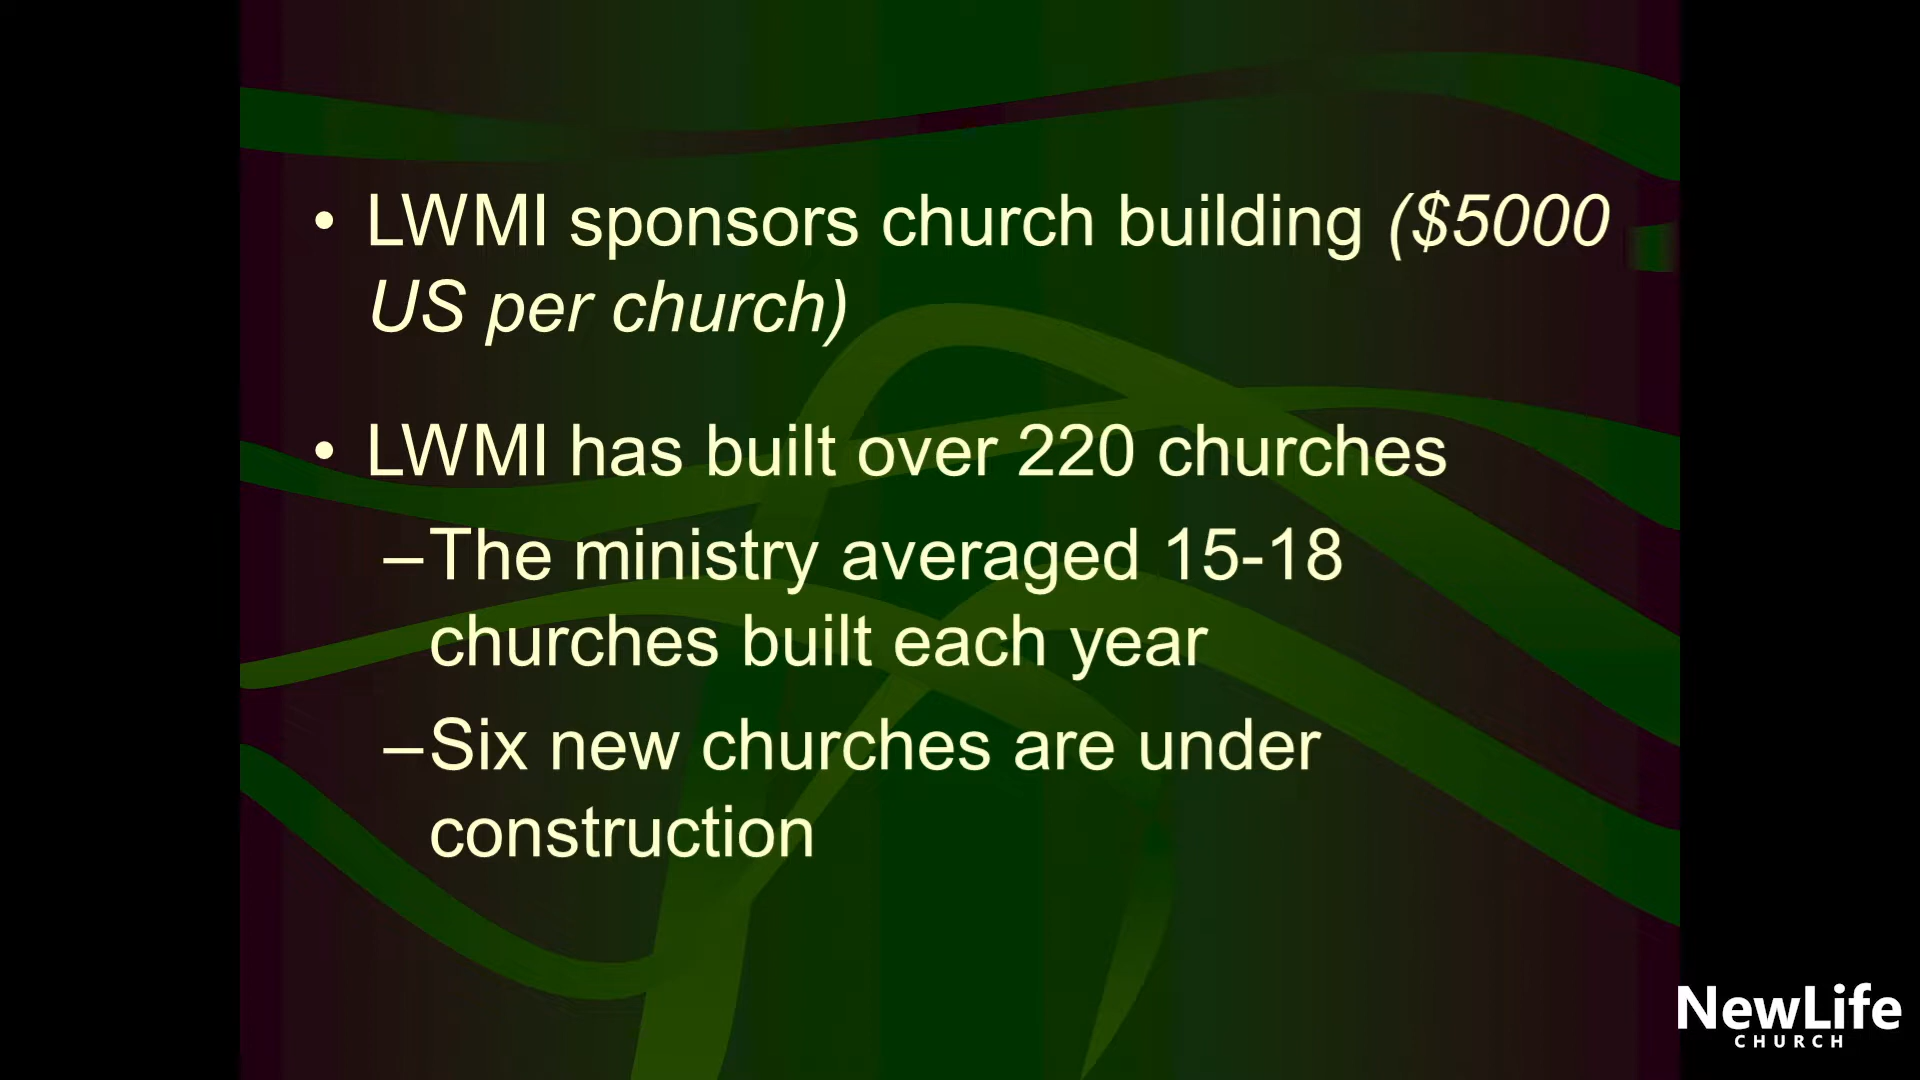 • LWMI sponsors church building ($5000
US per church)
• LWMI has built over 220 churches
–The ministry averaged 15-18
churches built each year
–Six new churches are under
construction
NewLife
CHURCH